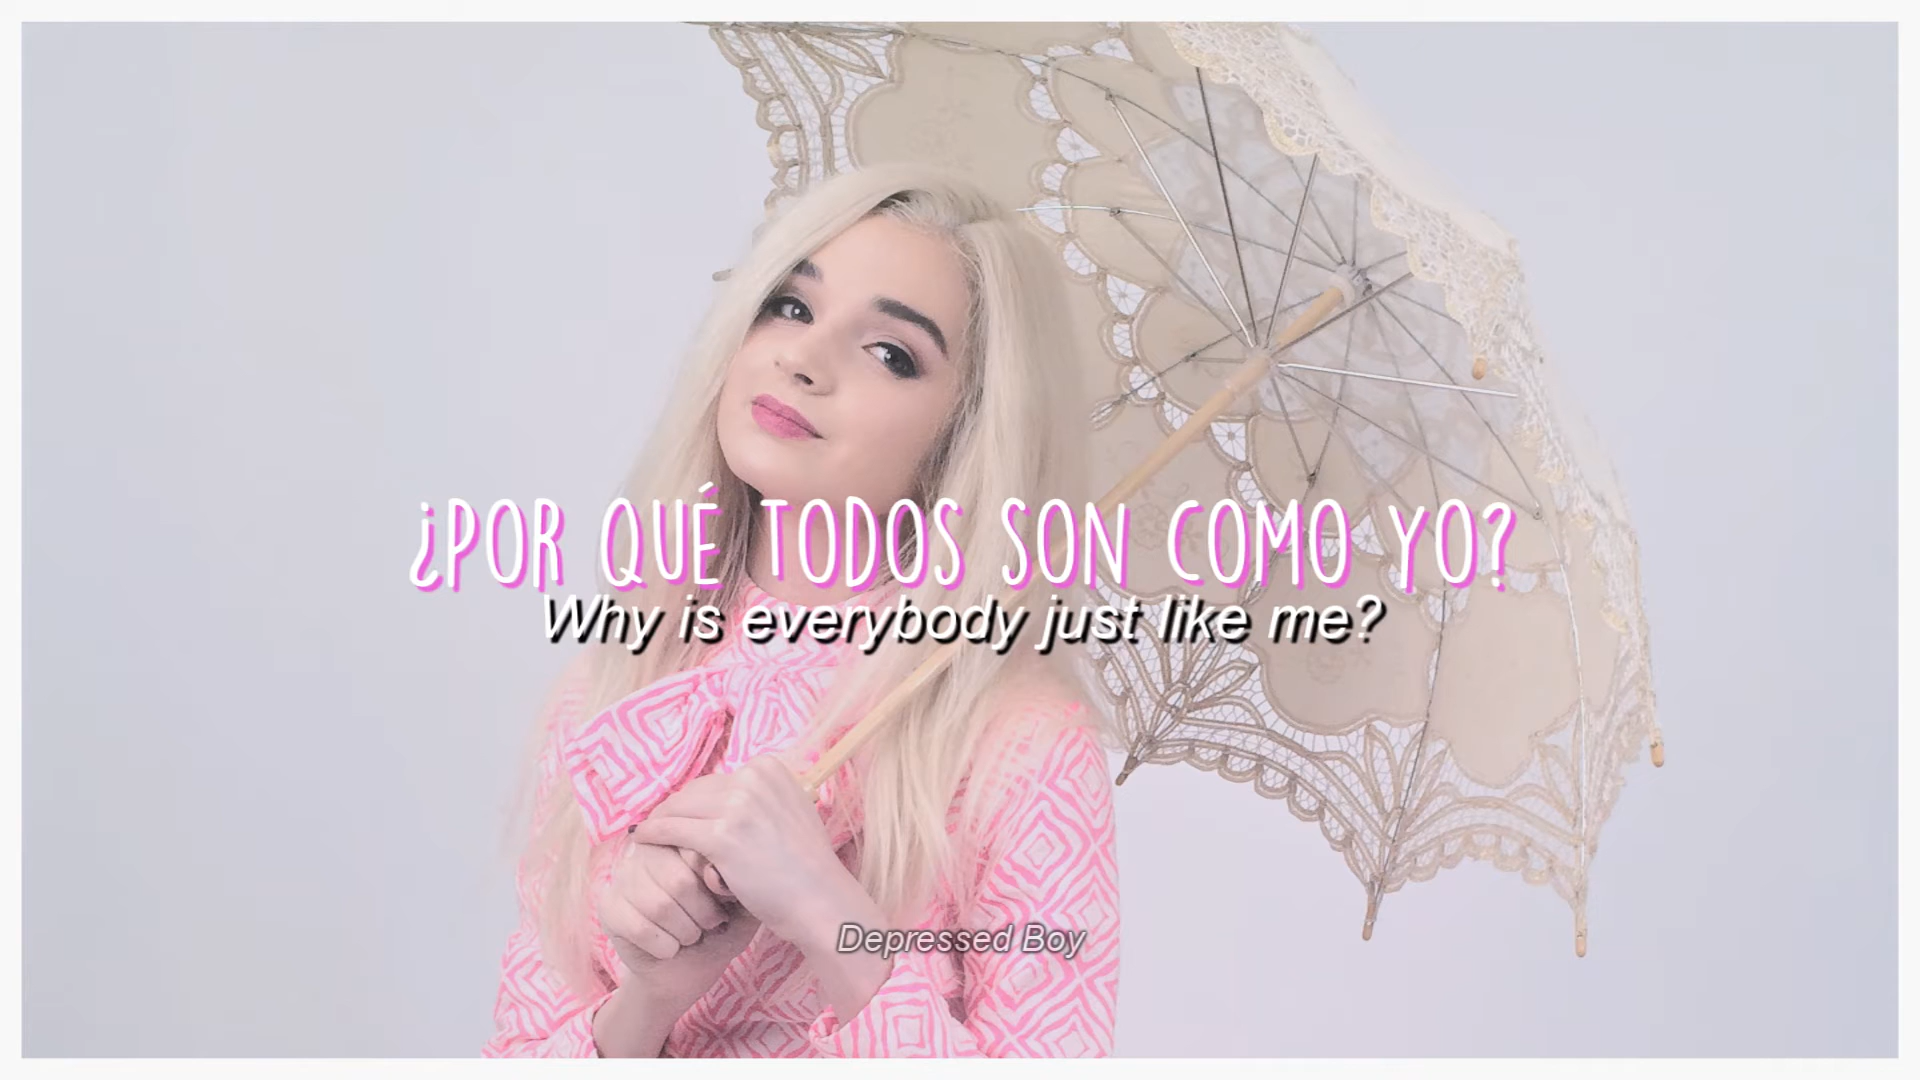 ¿POR QUÉ TODOS SON COMO YO?
Why is everybody just like me?
Depressed Boy